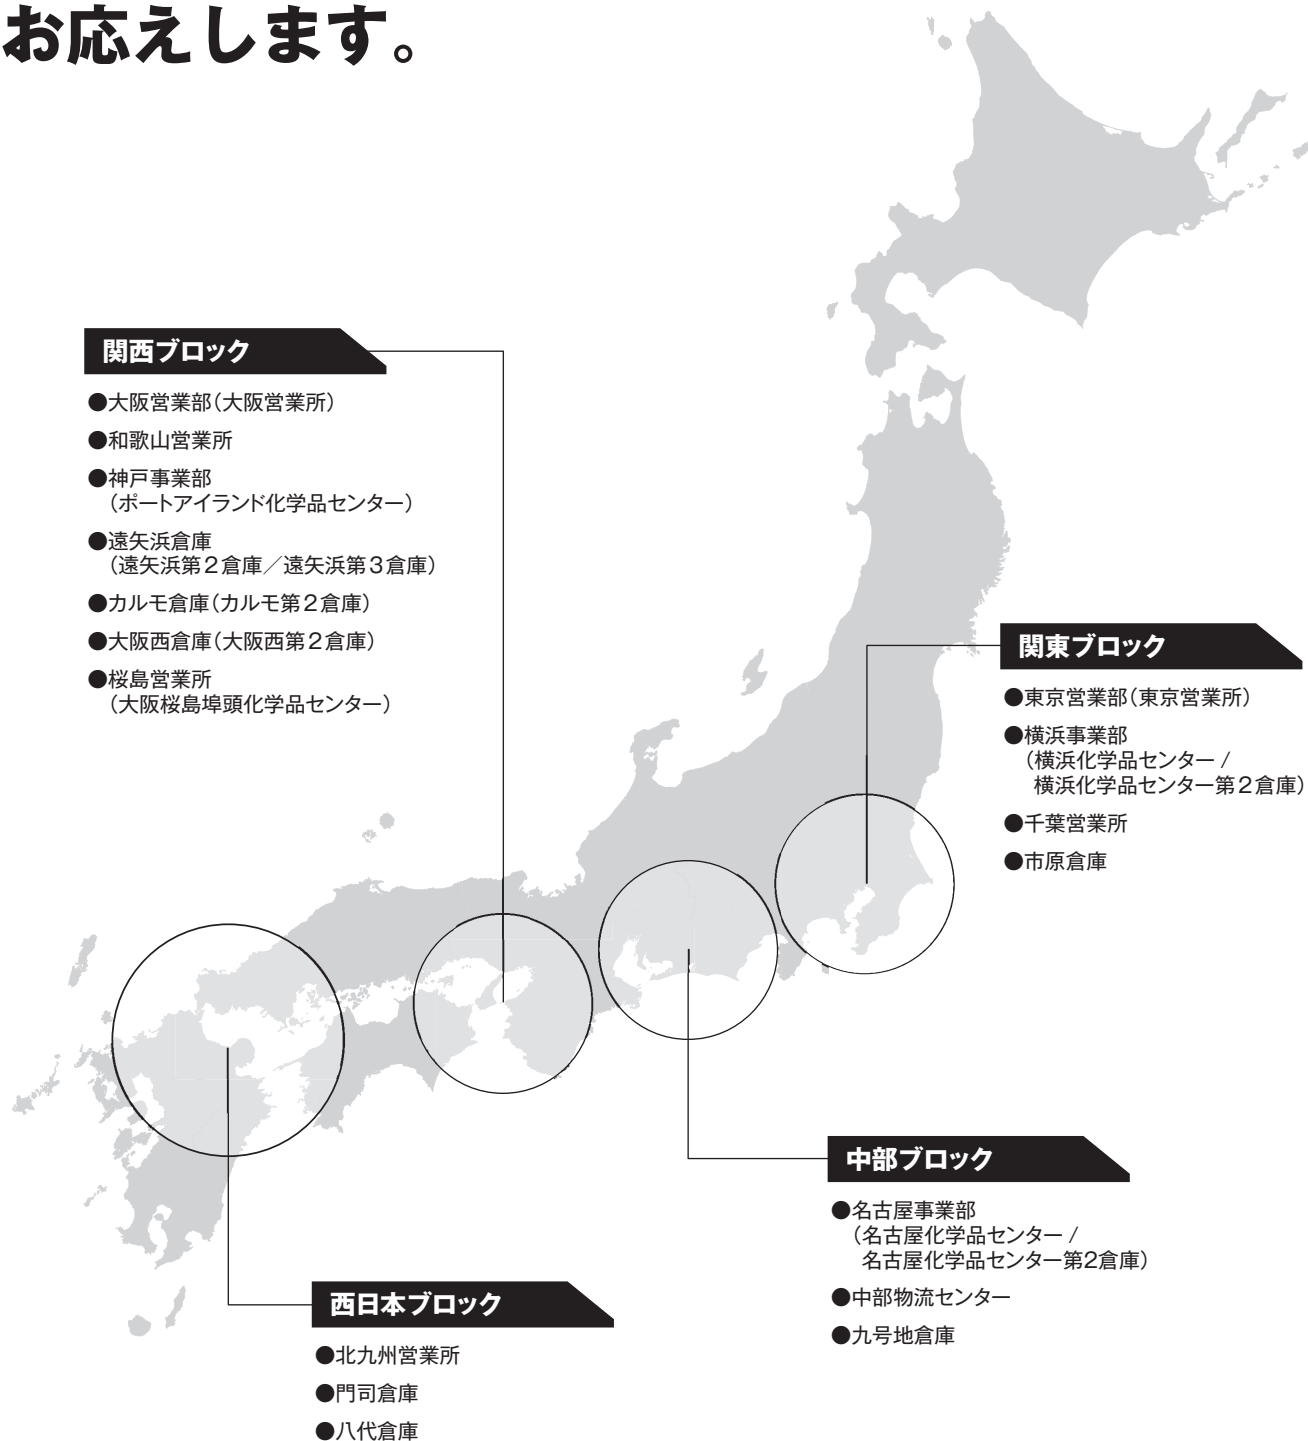 お応えします。
関西ブロック
●大阪営業部（大阪営業所）
●和歌山営業所
●神戸事業部
（ポートアイランド化学品センター）
●遠矢浜倉庫
（遠矢浜第２倉庫／遠矢浜第３倉庫）
●カルモ倉庫（カルモ第２倉庫）
●大阪西倉庫（大阪西第２倉庫）
●桜島営業所
（大阪桜島埠頭化学品センター）
関東ブロック
●東京営業部（東京営業所）
●横浜事業部
（横浜化学品センター /
横浜化学品センター第２倉庫）
●千葉営業所
●市原倉庫
中部ブロック
●名古屋事業部
（名古屋化学品センター /
名古屋化学品センター第2倉庫）
●中部物流センター
●九号地倉庫
西日本ブロック
●北九州営業所
●門司倉庫
●八代倉庫